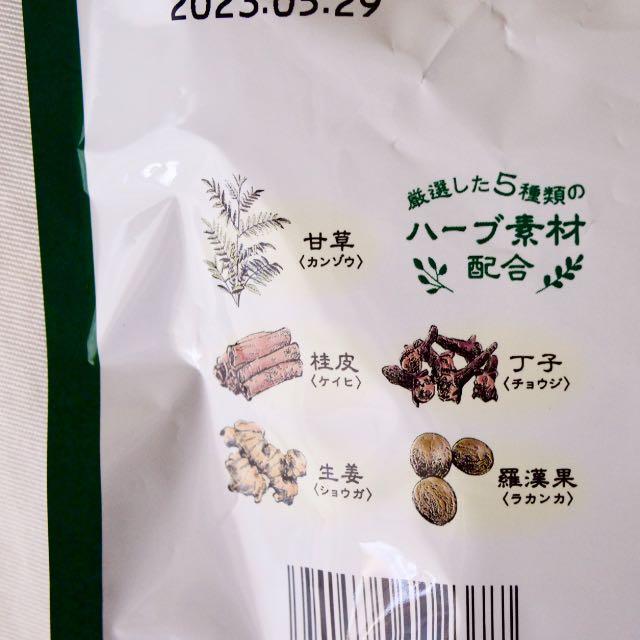 2023.05.29
厳選した5種類の
ハーブ素材
配合
甘草
〈カンゾウ〉
桂皮
〈ケイヒ〉
丁子
〈チョウジ〉
生姜
〈ショウガ〉
羅漢果
〈ラカンカ〉